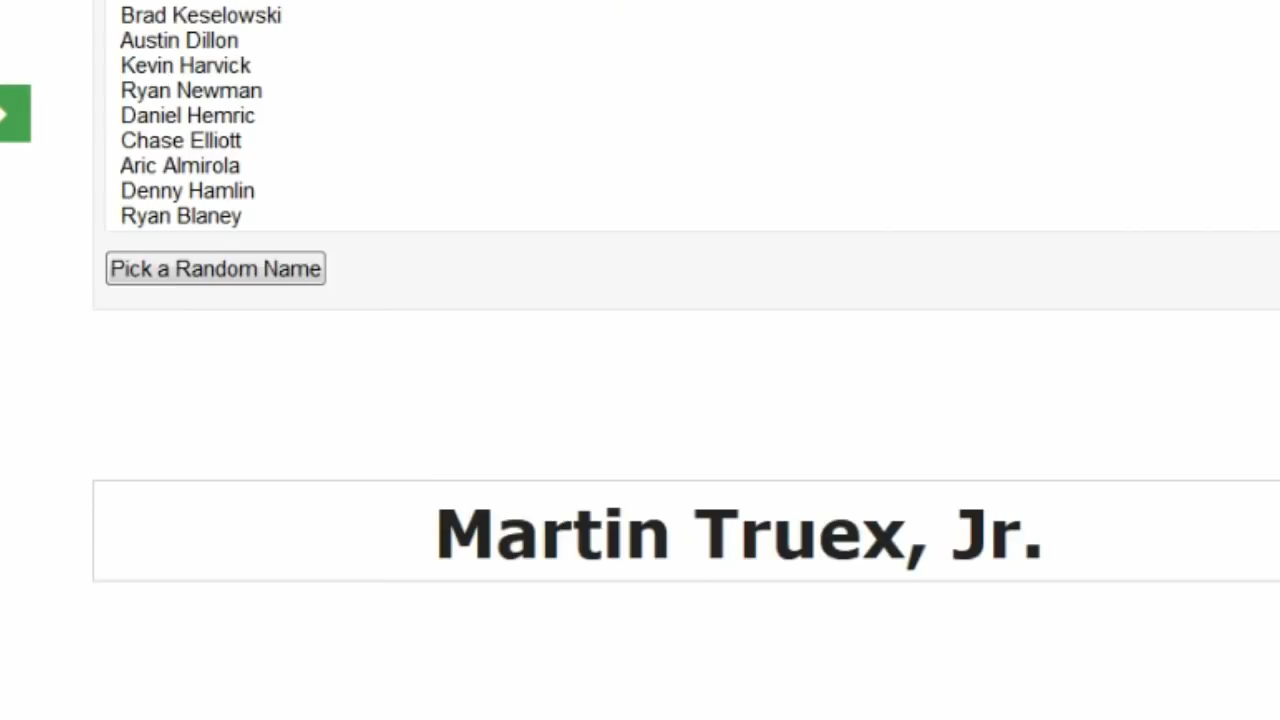 Brad Keselowski
Austin Dillon
Kevin Harvick
Ryan Newman
Daniel Hemric
Chase Elliott
Aric Almirola
Denny Hamlin
Ryan Blaney
Pick a Random Name
Martin Truex, Jr.